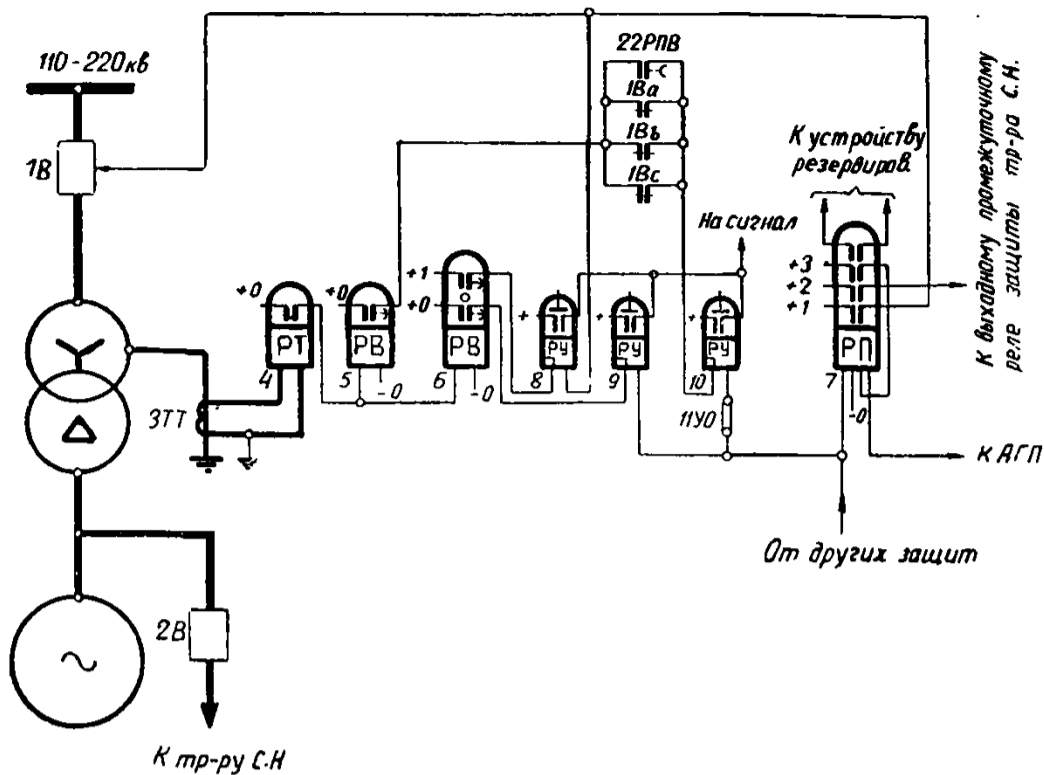 110-220кв
1В
22РПВ
1Ва
1Вb
1Вс
К устройству
резервиров.
К выхадному промежуточному
реле защиты тр-ра С.Н.
На сигнал
+0
РТ
4
+0
РВ
5
-0
+1
+0
РВ
6
-0
+
РУ
8
+
РУ
9
+
РУ
10
11У0
+3
+2
+1
РП
7
-0
3ТТ
К АГП
От других защит
2В
К тр-ру С.Н